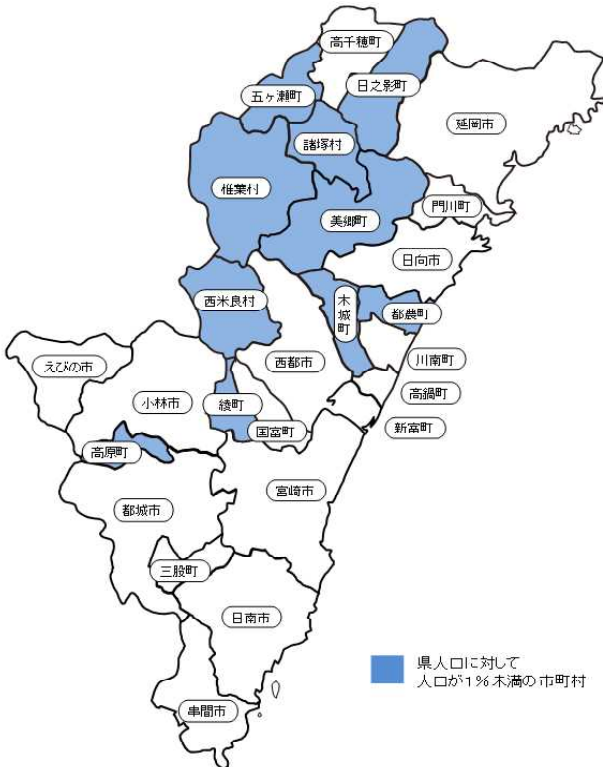 高千穂町
日之影町
五ヶ瀬町
延岡市
諸塚村
椎葉村
門川町
美郷町
日向市
西米良村
木城町
都農町
西都市
川南町
えびの市
高鍋町
小林市
綾町
国富町
新富町
高原町
宮崎市
都城市
三股町
日南市
串間市
県人口に対して
人口が1%未満の市町村